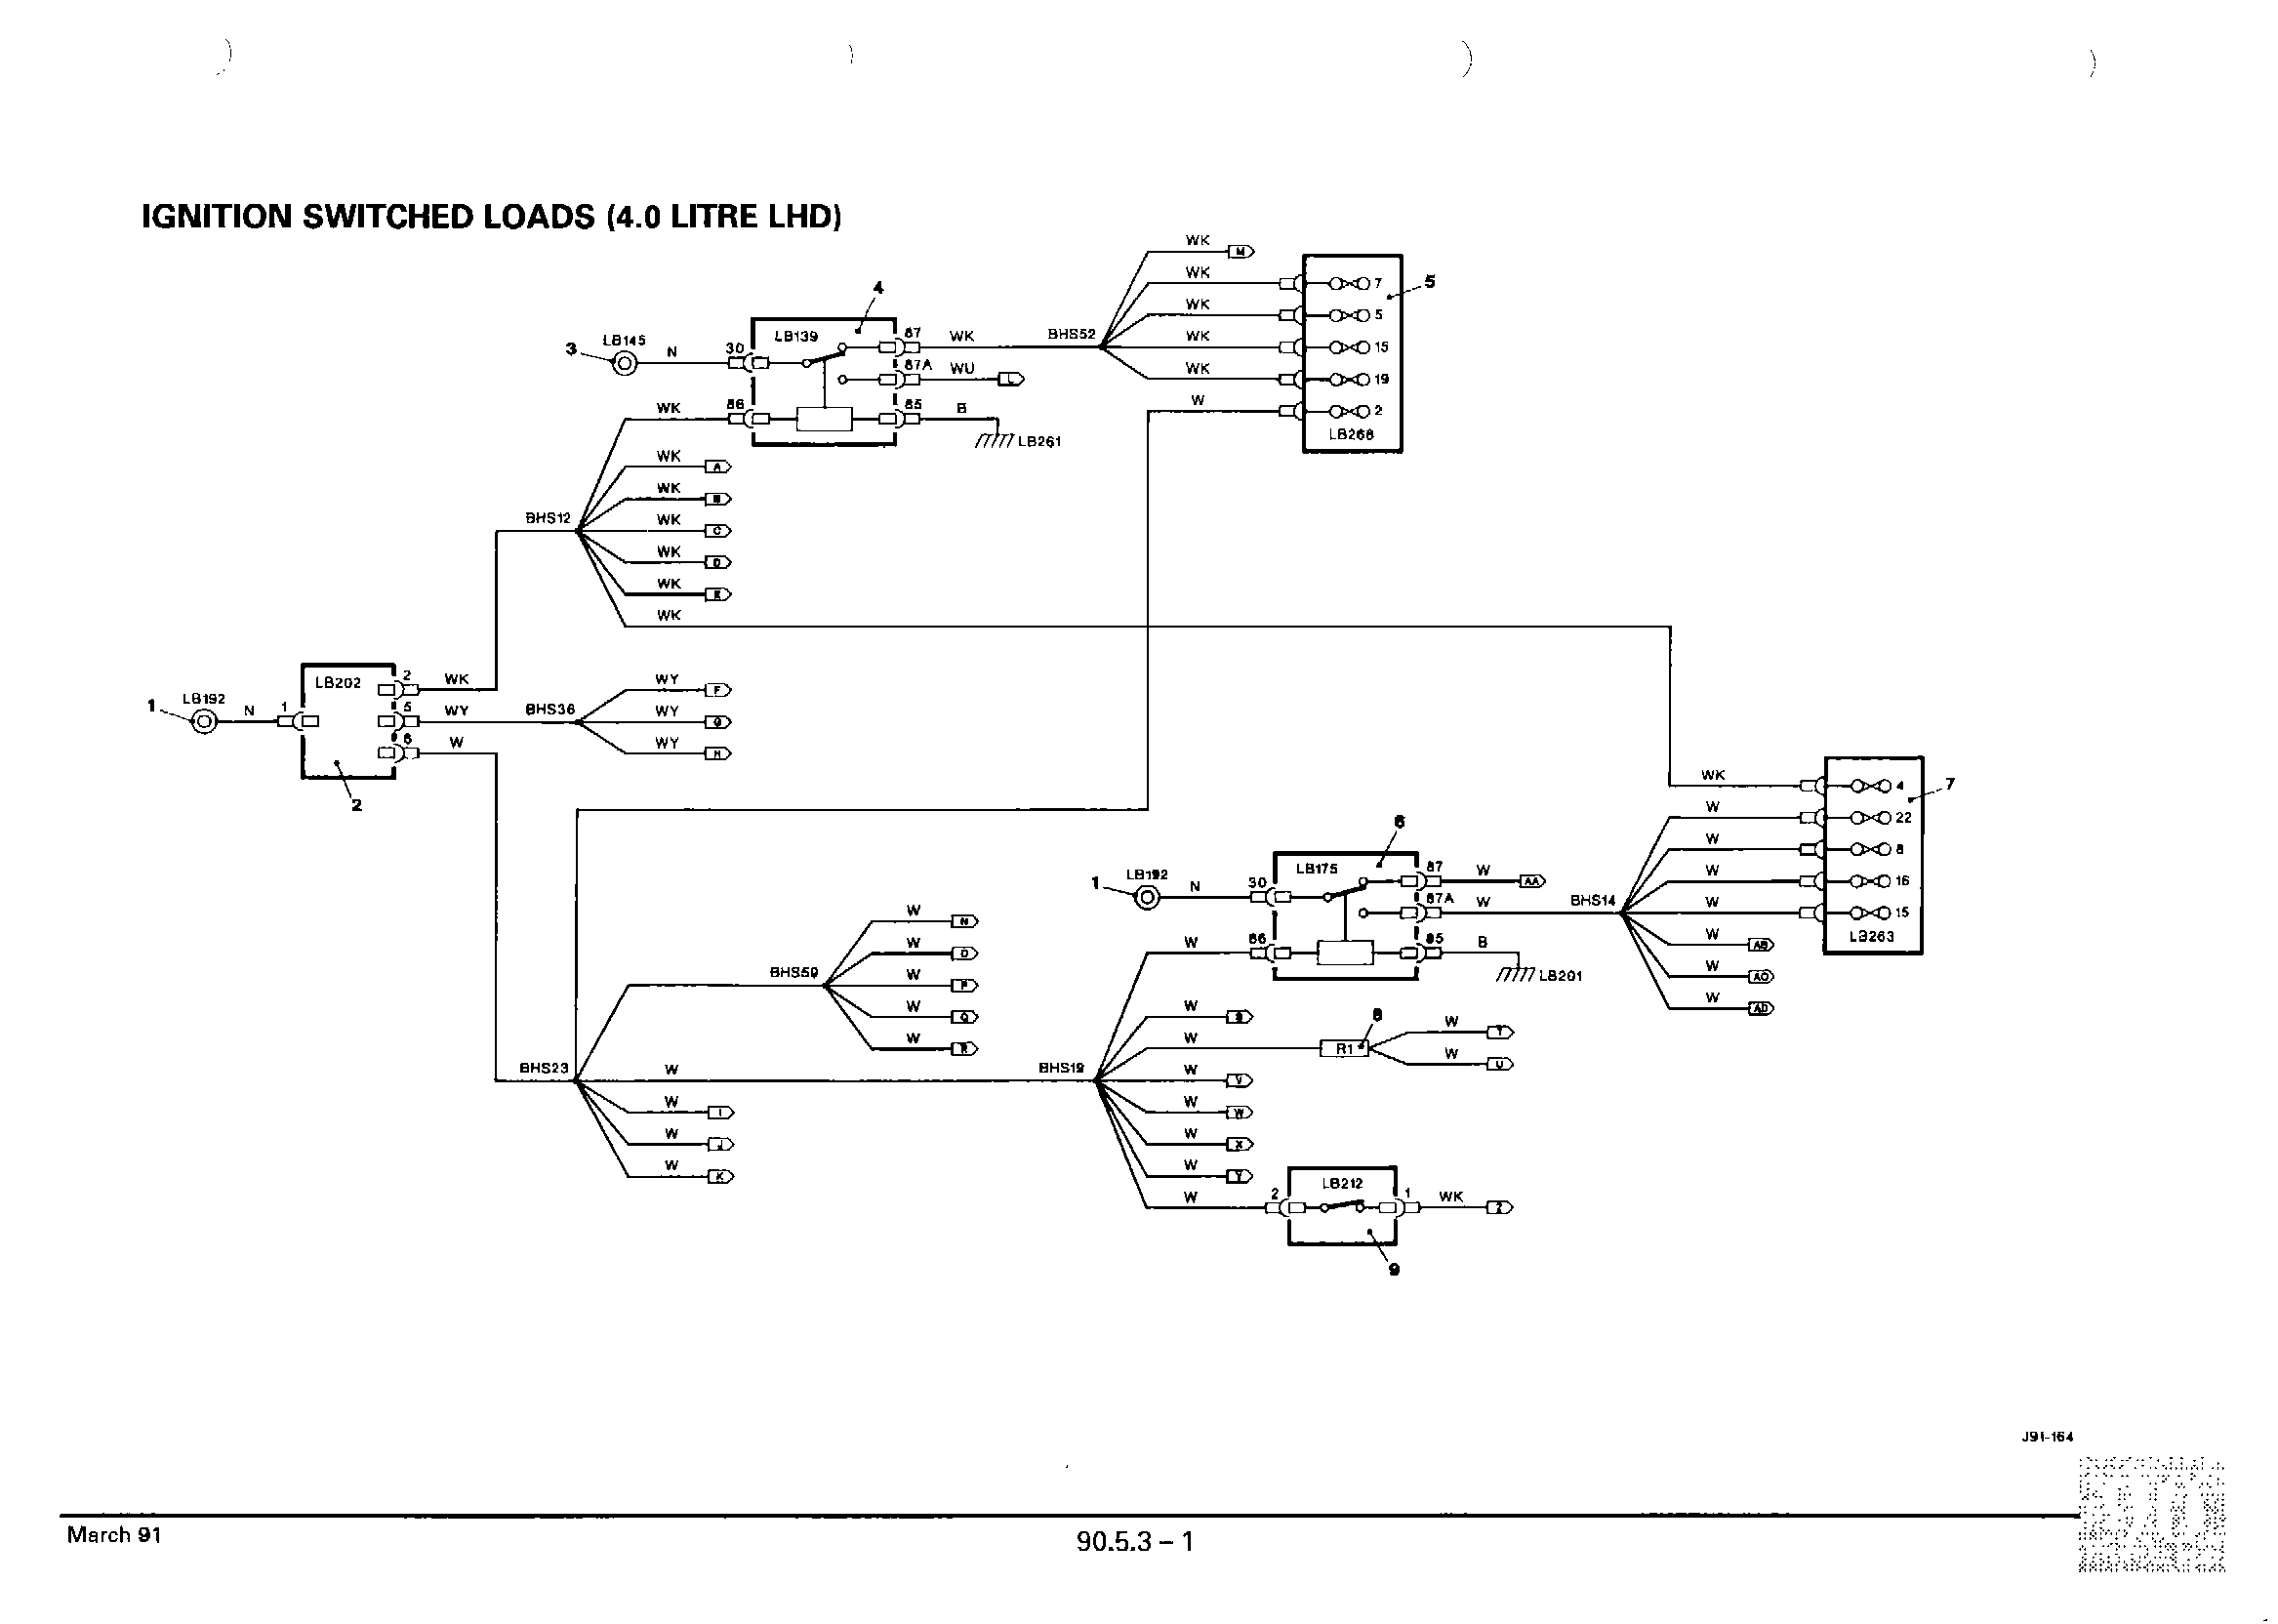 IGNITION SWITCHED LOADS (4.0 LITRE LHD)
WK M
WK 7
5
WK 5
WK 15
WK 19
W 2
LB268
4
LB139
3 LB145 N 30
87 WK BHS52
87A WU L
WK 86
85 B
LB261
WK A
WK B
BHS12 WK C
WK D
WK E
WK
1 LB192 N 1
LB202
2 WK
5 WY BHS36
6 W
2
WY F
WY G
WY H
WK 4
7
W 22
W 8
W 16
W 15
LB263
6
LB175
1 LB192 N 30
87 W AA
87A W BHS14
W 86
85 B
LB201
W AB
W AC
W AD
W N
W O
BHS50 W P
W Q
W R
W S
8
W R1
W T
W U
BHS23 W BHS19 W V
W I
W W
W J
W X
W K
W Y
W 2
LB212
1 WK Z
9
J91-164
March 91
90.5.3 – 1